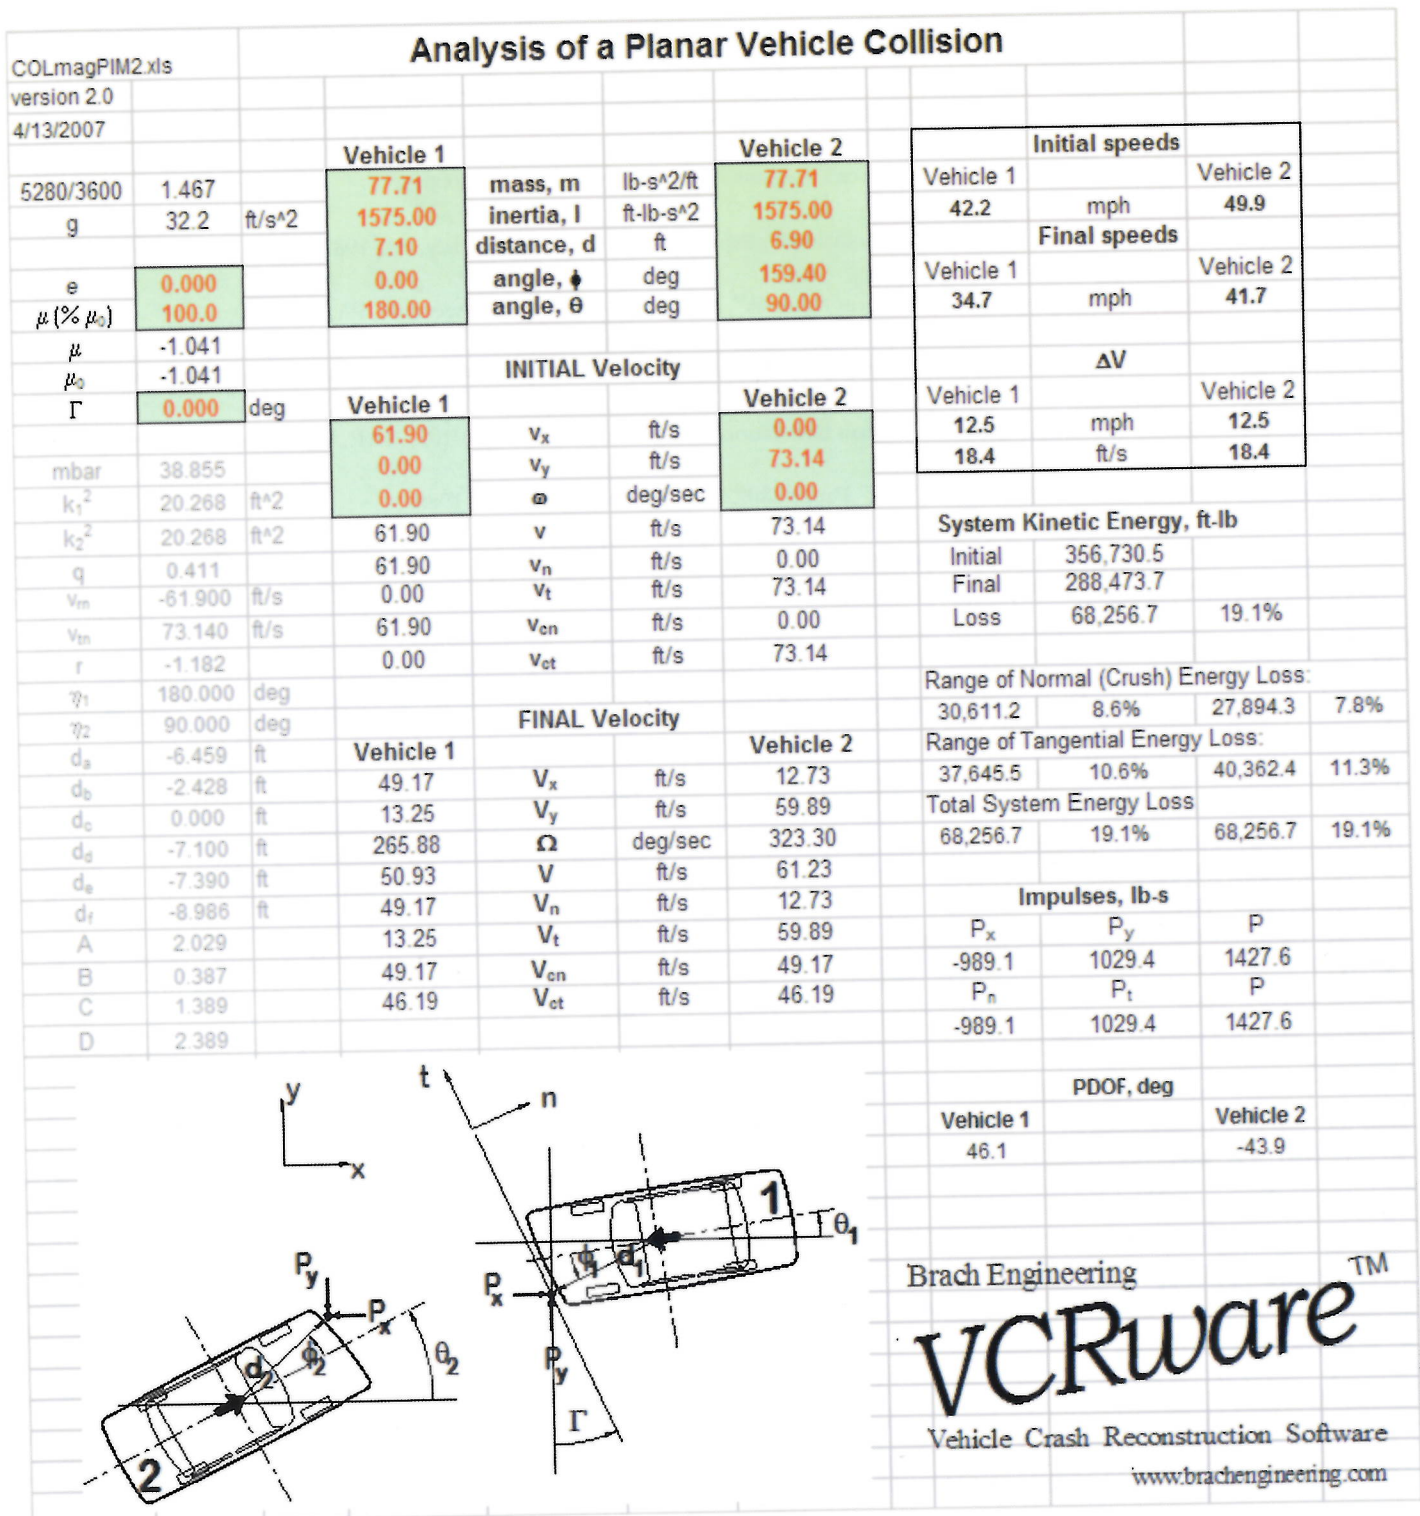 Analysis of a Planar Vehicle Collision
COLmagPIM2.xls
version 2.0
4/13/2007
Vehicle 1 Vehicle 2
5280/3600 1.467 77.71 mass, m lb-s^2/ft 77.71
g 32.2 ft/s^2 1575.00 inertia, I ft-lb-s^2 1575.00
7.10 distance, d ft 6.90
e 0.000 0.00 angle, ϕ deg 159.40
μ (% μ₀) 100.0 180.00 angle, θ deg 90.00
μ -1.041
μ₀ -1.041 INITIAL Velocity
Γ 0.000 deg Vehicle 1 Vehicle 2
61.90 vₓ ft/s 0.00
mbar 38.855 0.00 v_y ft/s 73.14
k₁² 20.268 ft^2 0.00 ω deg/sec 0.00
k₂² 20.268 ft^2 61.90 v ft/s 73.14
q 0.411 61.90 vₙ ft/s 0.00
v_rn -61.900 ft/s 0.00 vₜ ft/s 73.14
v_tn 73.140 ft/s 61.90 v_cn ft/s 0.00
r -1.182 0.00 v_ct ft/s 73.14
η₁ 180.000 deg
η₂ 90.000 deg FINAL Velocity
dₐ -6.459 ft Vehicle 1 Vehicle 2
d_b -2.428 ft 49.17 Vₓ ft/s 12.73
d_c 0.000 ft 13.25 V_y ft/s 59.89
d_d -7.100 ft 265.88 Ω deg/sec 323.30
dₑ -7.390 ft 50.93 V ft/s 61.23
d_f -8.986 ft 49.17 Vₙ ft/s 12.73
A 2.029 13.25 Vₜ ft/s 59.89
B 0.387 49.17 V_cn ft/s 49.17
C 1.389 46.19 V_ct ft/s 46.19
D 2.389
Initial speeds
Vehicle 1 Vehicle 2
42.2 mph 49.9
Final speeds
Vehicle 1 Vehicle 2
34.7 mph 41.7
ΔV
Vehicle 1 Vehicle 2
12.5 mph 12.5
18.4 ft/s 18.4
System Kinetic Energy, ft-lb
Initial 356,730.5
Final 288,473.7
Loss 68,256.7 19.1%
Range of Normal (Crush) Energy Loss:
30,611.2 8.6% 27,894.3 7.8%
Range of Tangential Energy Loss:
37,645.5 10.6% 40,362.4 11.3%
Total System Energy Loss
68,256.7 19.1% 68,256.7 19.1%
Impulses, lb-s
Pₓ P_y P
-989.1 1029.4 1427.6
Pₙ Pₜ P
-989.1 1029.4 1427.6
PDOF, deg
Vehicle 1 Vehicle 2
46.1 -43.9
y
x
t
n
1
θ₁
ϕ₁
d₁
Pₓ
P_y
Γ
P_y
Pₓ
θ₂
ϕ₂
d₂
2
Brach Engineering
VCRware TM
Vehicle Crash Reconstruction Software
www.brachengineering.com